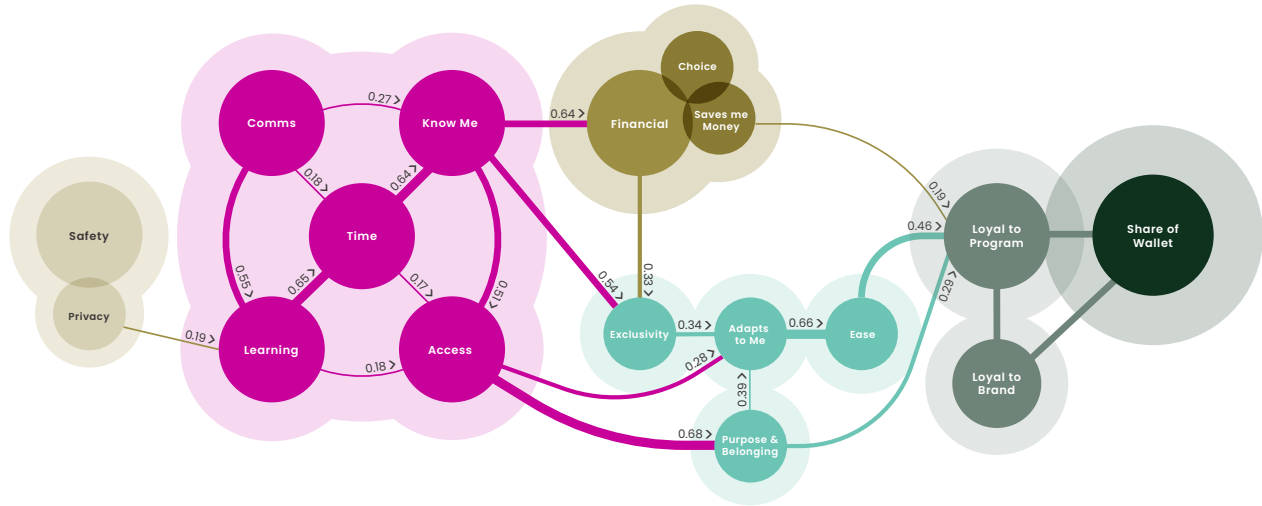 Choice
Comms
0.27 >
Know Me
0.64 >
Financial
Saves me
Money
0.18 >
0.64 >
0.19 >
Safety
Time
0.46 >
Loyal to
Program
Share of
Wallet
0.55 >
0.65 >
0.17 >
0.51 >
0.54 >
0.33 >
0.29 >
Privacy
0.19 >
Learning
0.18 >
Access
Exclusivity
0.34 >
Adapts
to Me
0.66 >
Ease
0.28 >
0.39 >
Loyal to
Brand
0.68 >
Purpose &
Belonging